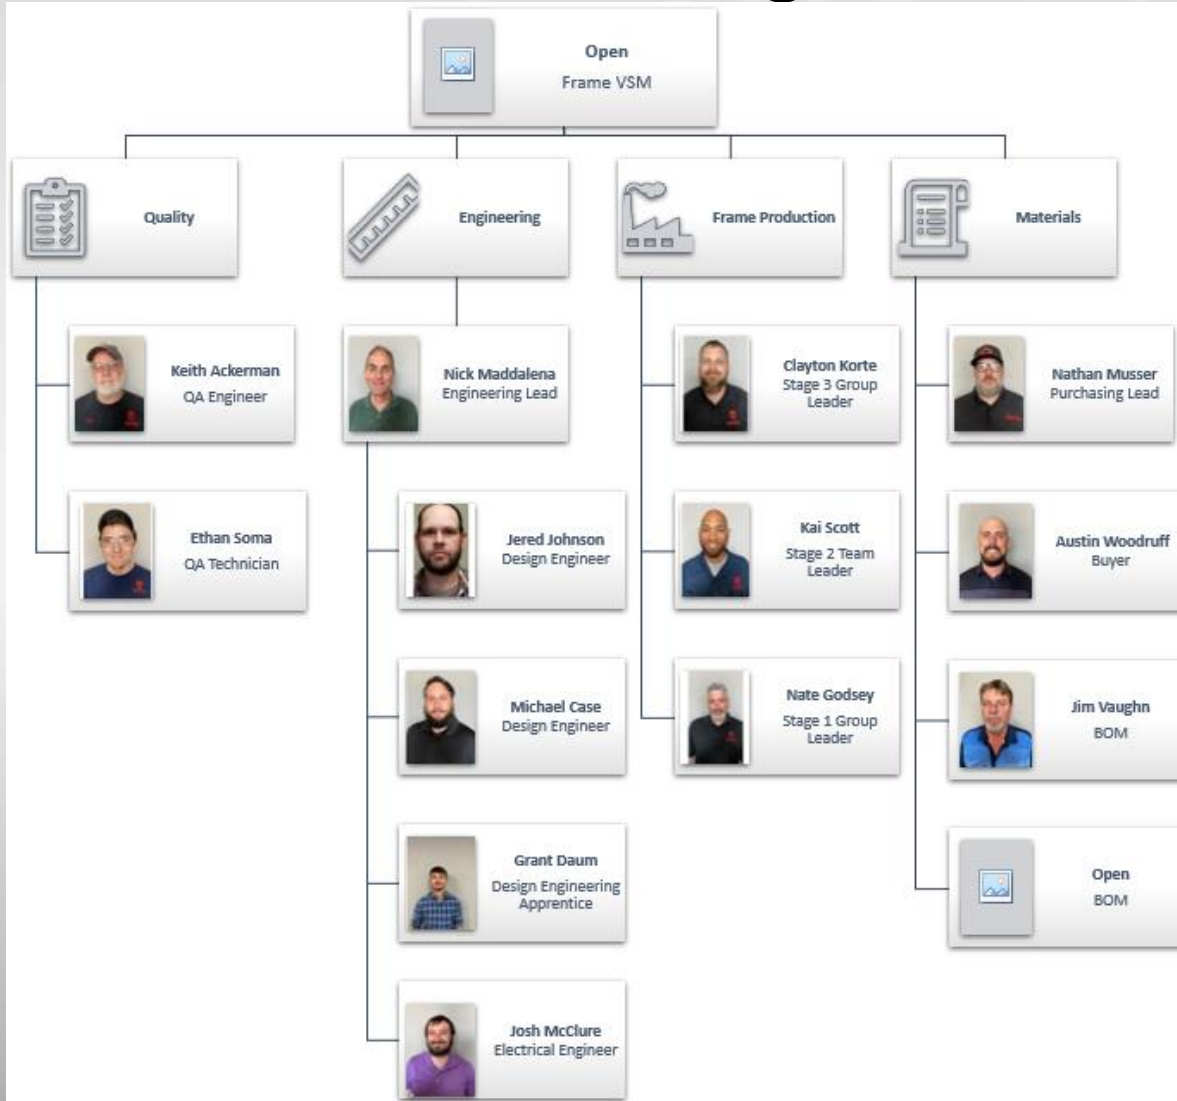 Open
Frame VSM
Quality
Engineering
Frame Production
Materials
Keith Ackerman
QA Engineer
Ethan Soma
QA Technician
Nick Maddalena
Engineering Lead
Jered Johnson
Design Engineer
Michael Case
Design Engineer
Grant Daum
Design Engineering
Apprentice
Josh McClure
Electrical Engineer
Clayton Korte
Stage 3 Group
Leader
Kai Scott
Stage 2 Team
Leader
Nate Godsey
Stage 1 Group
Leader
Nathan Musser
Purchasing Lead
Austin Woodruff
Buyer
Jim Vaughn
BOM
Open
BOM